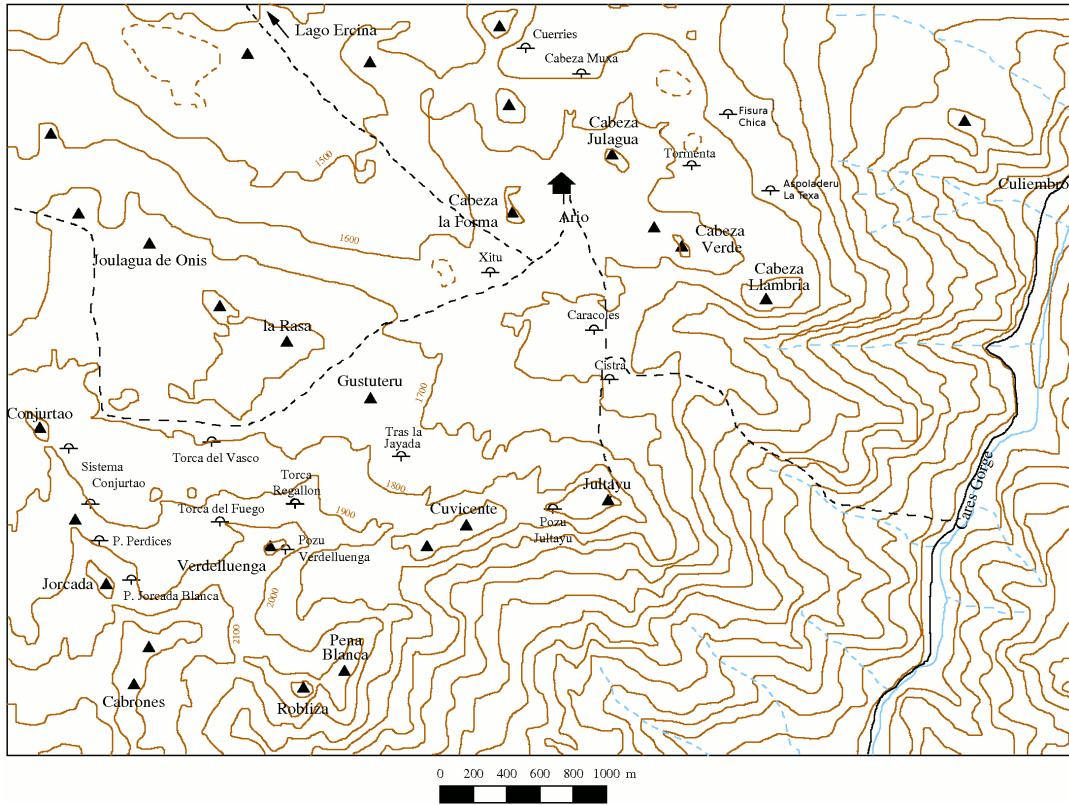 Lago Ercina
Cuerries
Cabeza Muxa
Fisura
Chica
Cabeza
Julagua
Tormenta
1500
Culiembro
Aspoladeru
La Texa
Cabeza
la Forma
Ario
Cabeza
Verde
1600
Xitu
Joulagua de Onis
Cabeza
Llambria
Caracoles
la Rasa
Cistra
Gustuteru
1700
Conjurtao
Tras la
Jayada
Torca del Vasco
Sistema
Conjurtao
Torca
Regallon
1800
Jultayu
Cares Gorge
Torca del Fuego
1900
Cuvicente
Pozu
Jultayu
P. Perdices
Pozu
Verdelluenga
Verdelluenga
Jorcada
P. Jorcada Blanca
2000
2100
Pena
Blanca
Cabrones
Robliza
0 200 400 600 800 1000 m